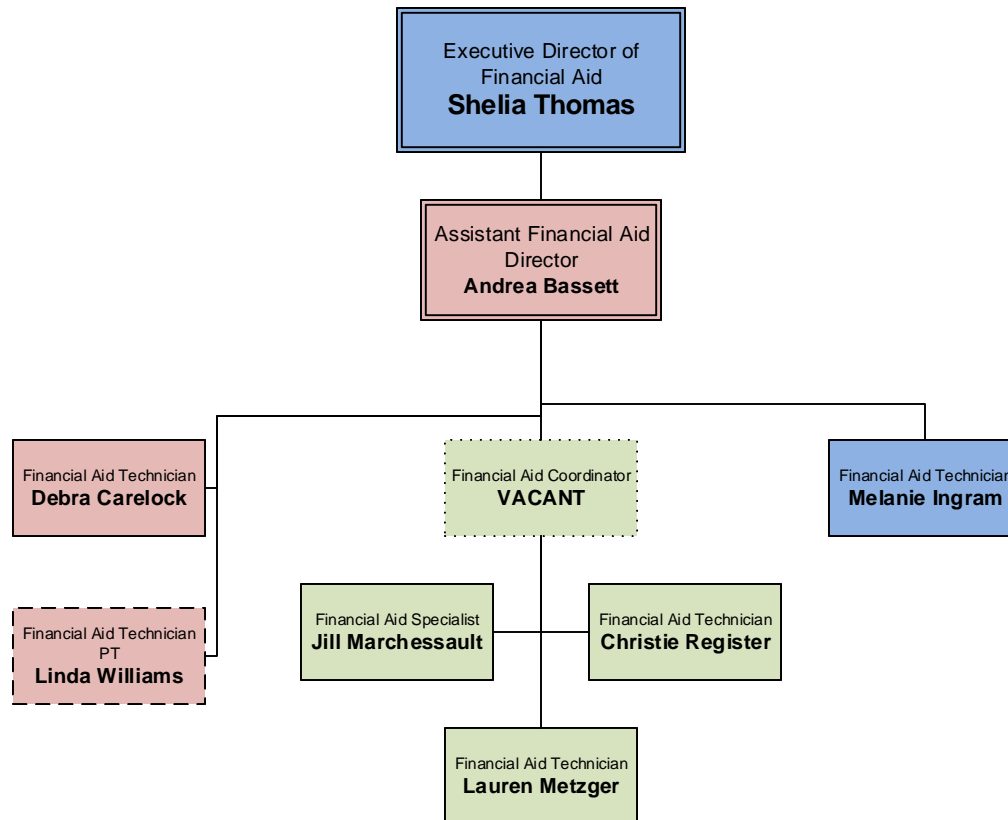 Executive Director of
Financial Aid
Shelia Thomas
Assistant Financial Aid
Director
Andrea Bassett
Financial Aid Technician
Debra Carelock
Financial Aid Coordinator
VACANT
Financial Aid Technician
Melanie Ingram
Financial Aid Technician
PT
Linda Williams
Financial Aid Specialist
Jill Marchessault
Financial Aid Technician
Christie Register
Financial Aid Technician
Lauren Metzger